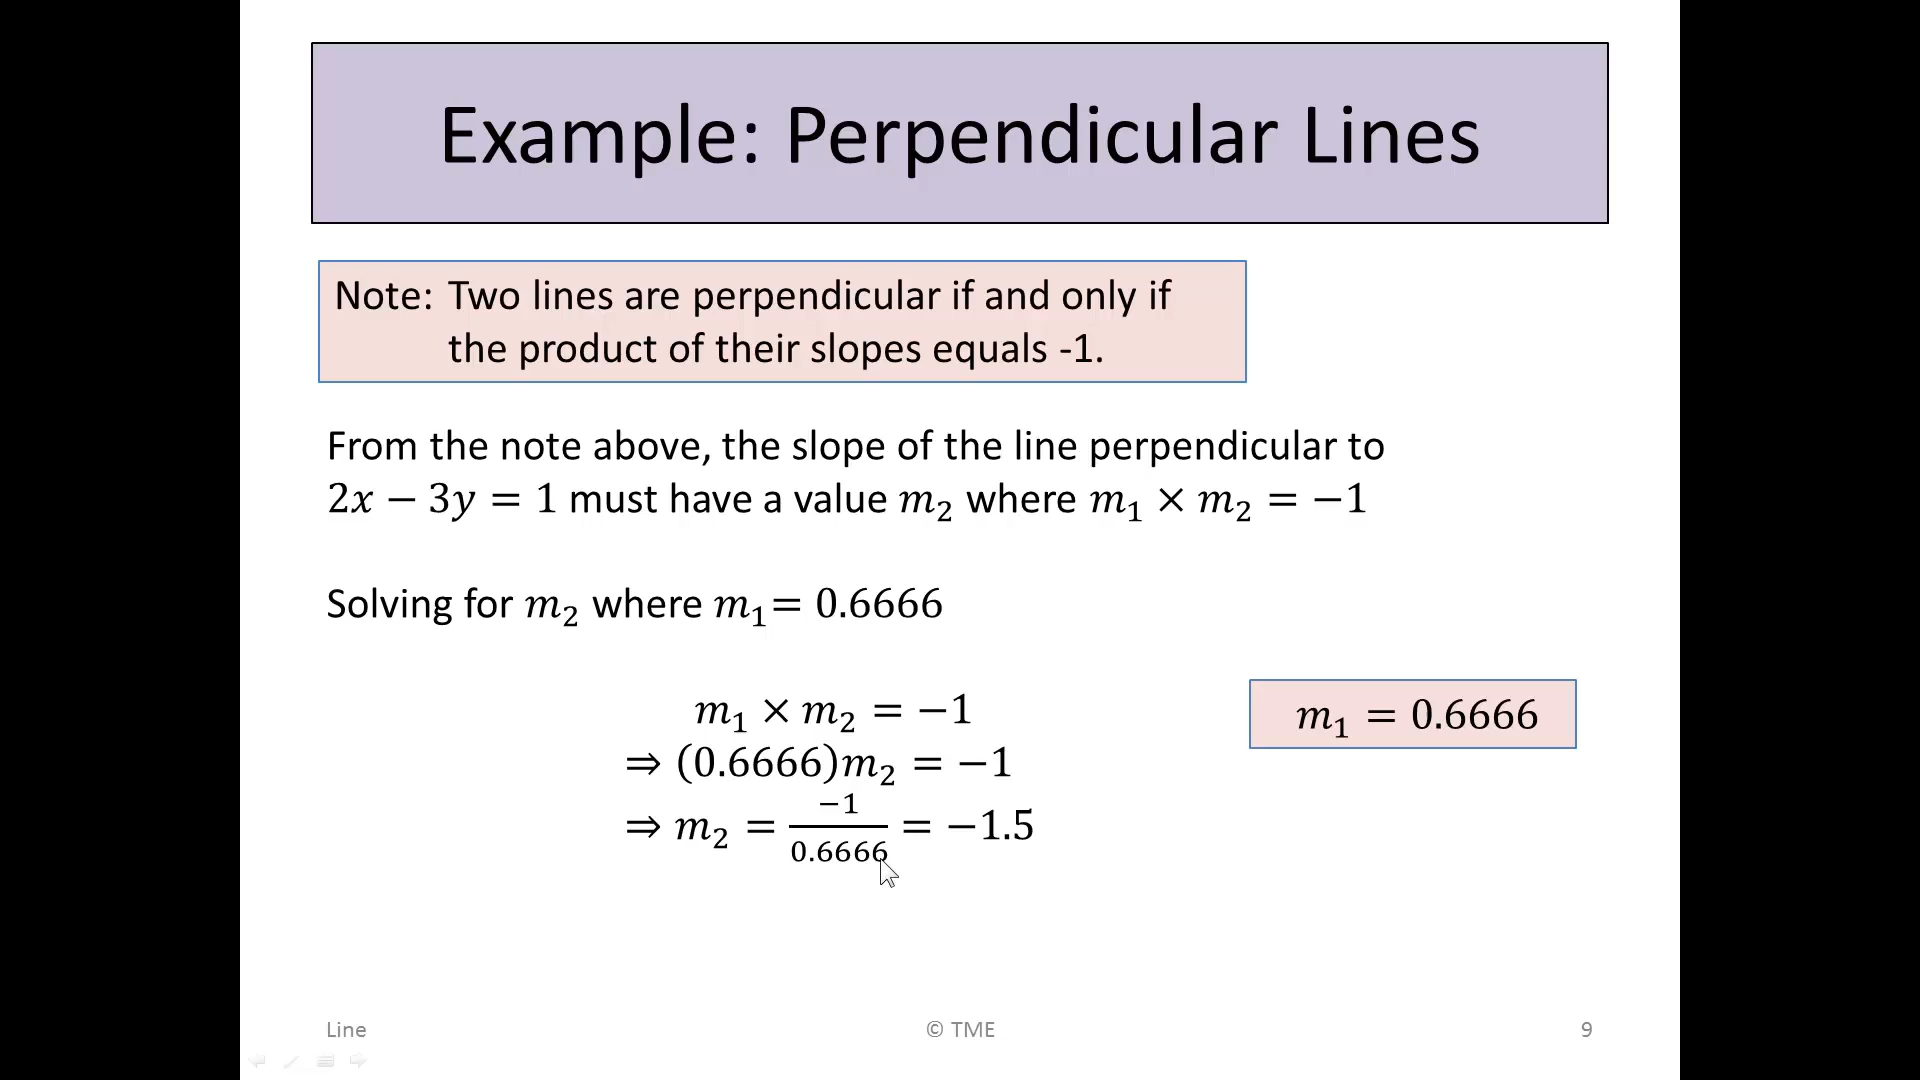 Example: Perpendicular Lines
Note: Two lines are perpendicular if and only if
the product of their slopes equals -1.
From the note above, the slope of the line perpendicular to
2x − 3y = 1 must have a value m₂ where m₁ × m₂ = −1
Solving for m₂ where m₁= 0.6666
m₁ × m₂ = −1
⇒ (0.6666)m₂ = −1
m₁ = 0.6666
⇒ m₂ = −1/0.6666 = −1.5
Line © TME 9